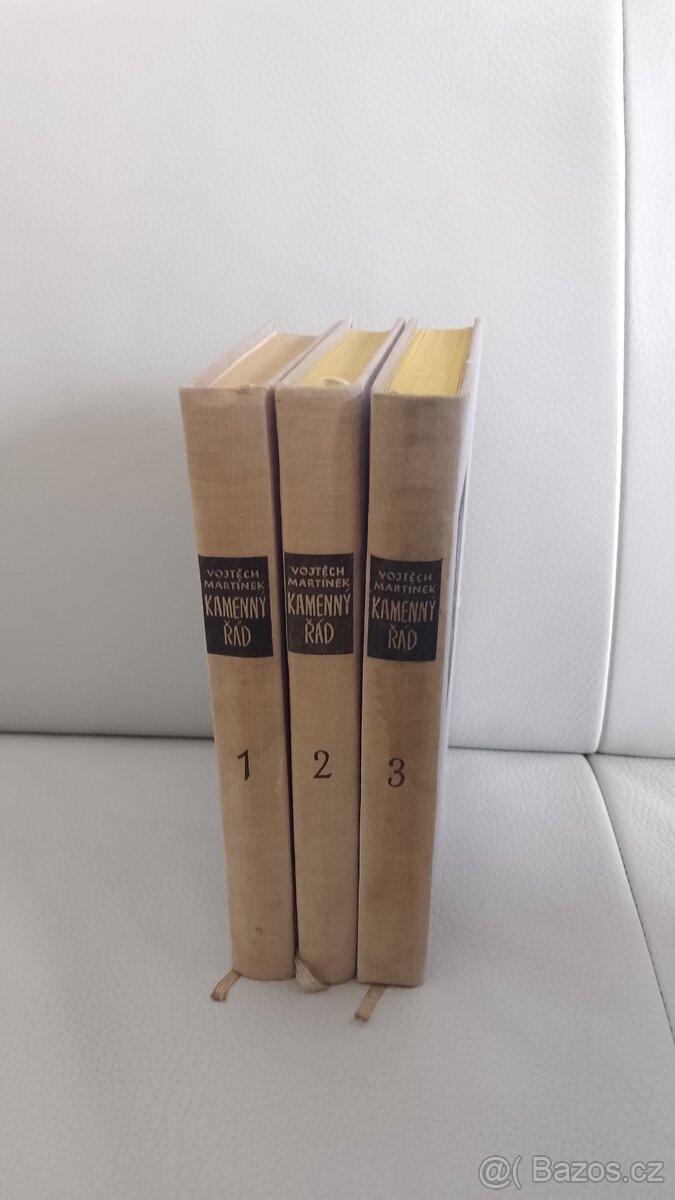 VOJTĚCH
MARTÍNEK
KAMENNÝ
ŘÁD
1
VOJTĚCH
MARTÍNEK
KAMENNÝ
ŘÁD
2
VOJTĚCH
MARTÍNEK
KAMENNÝ
ŘÁD
3
@( Bazos.cz